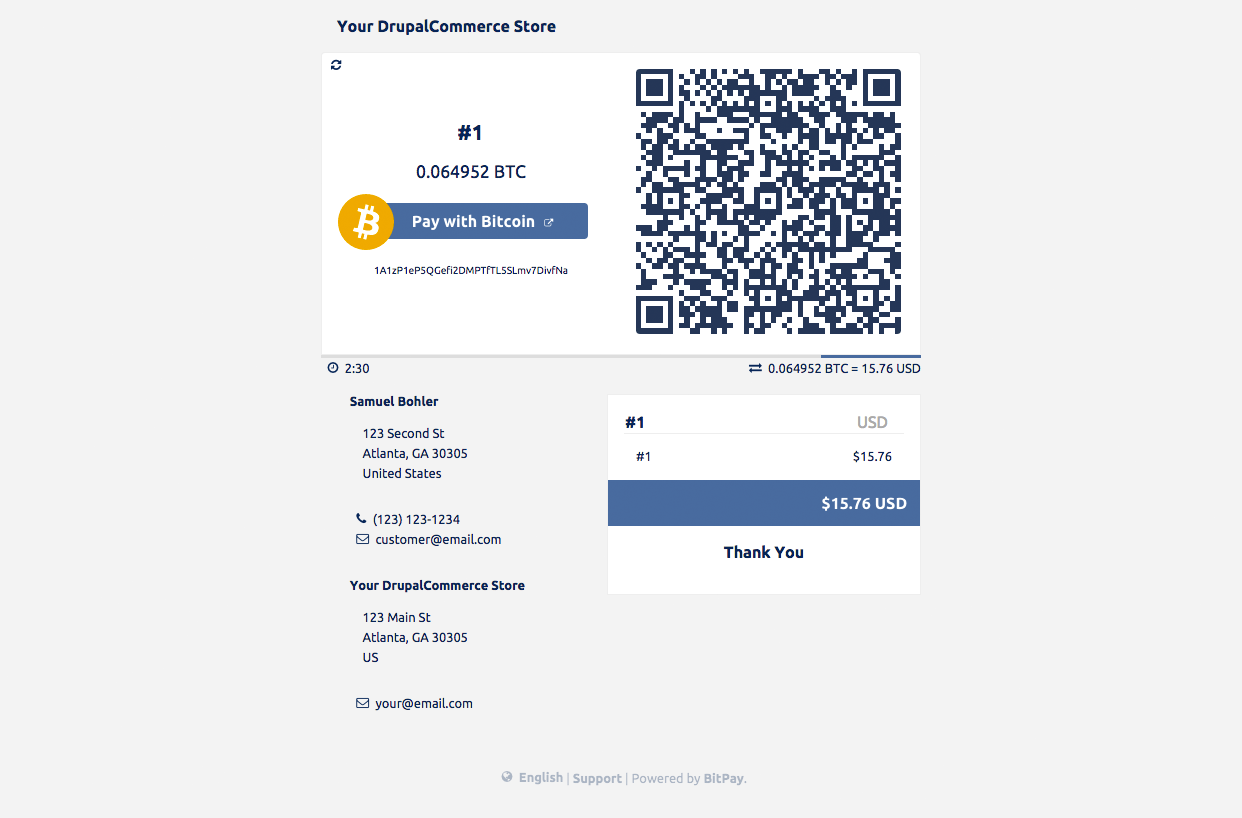 Your DrupalCommerce Store
#1
0.064952 BTC
Pay with Bitcoin
1A1zP1eP5QGefi2DMPTfTL5SLmv7DivfNa
2:30
0.064952 BTC = 15.76 USD
Samuel Bohler
123 Second St
Atlanta, GA 30305
United States
(123) 123-1234
customer@email.com
Your DrupalCommerce Store
123 Main St
Atlanta, GA 30305
US
your@email.com
#1 USD
#1 $15.76
$15.76 USD
Thank You
English | Support | Powered by BitPay.